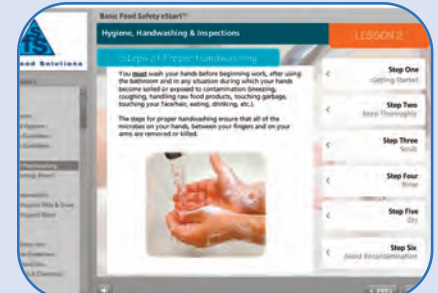 Basic Food Safety eStart™
Hygiene, Handwashing & Inspections
LESSON 2
TS
Food Solutions
Steps of Proper Handwashing
You must wash your hands before beginning work, after using
the bathroom and in any situation during which your hands
become soiled or exposed to contamination (sneezing,
coughing, handling raw food products, touching garbage,
touching your face/hair, eating, drinking, etc.).
The steps for proper handwashing ensure that all of the
microbes on your hands, between your fingers and on your
arms are removed or killed.
Step One
Getting Started
Step Two
Soap Thoroughly
Step Three
Scrub
Step Four
Rinse
Step Five
Dry
Step Six
Avoid Recontamination
Handwashing